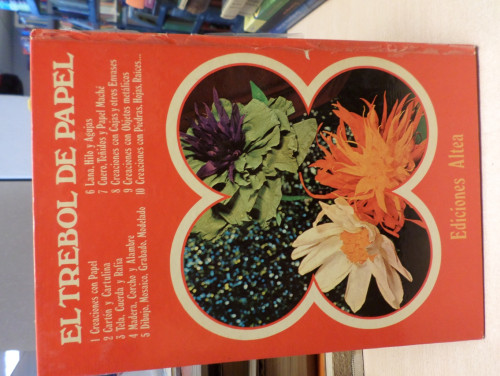 EL TREBOL DE PAPEL
1 Creaciones con Papel
2 Cartón y Cartulina
3 Tela, Cuerda y Rafia
4 Madera, Corcho y Alambre
5 Dibujo, Mosaico, Grabado, Modelado
6 Lana, Hilo y Agujas
7 Cuero, Teñidos y Papel Maché
8 Creaciones con Cajas y otros Envases
9 Creaciones con Objetos metálicos
10 Creaciones con Piedras, Hojas, Raíces...
Ediciones Altea